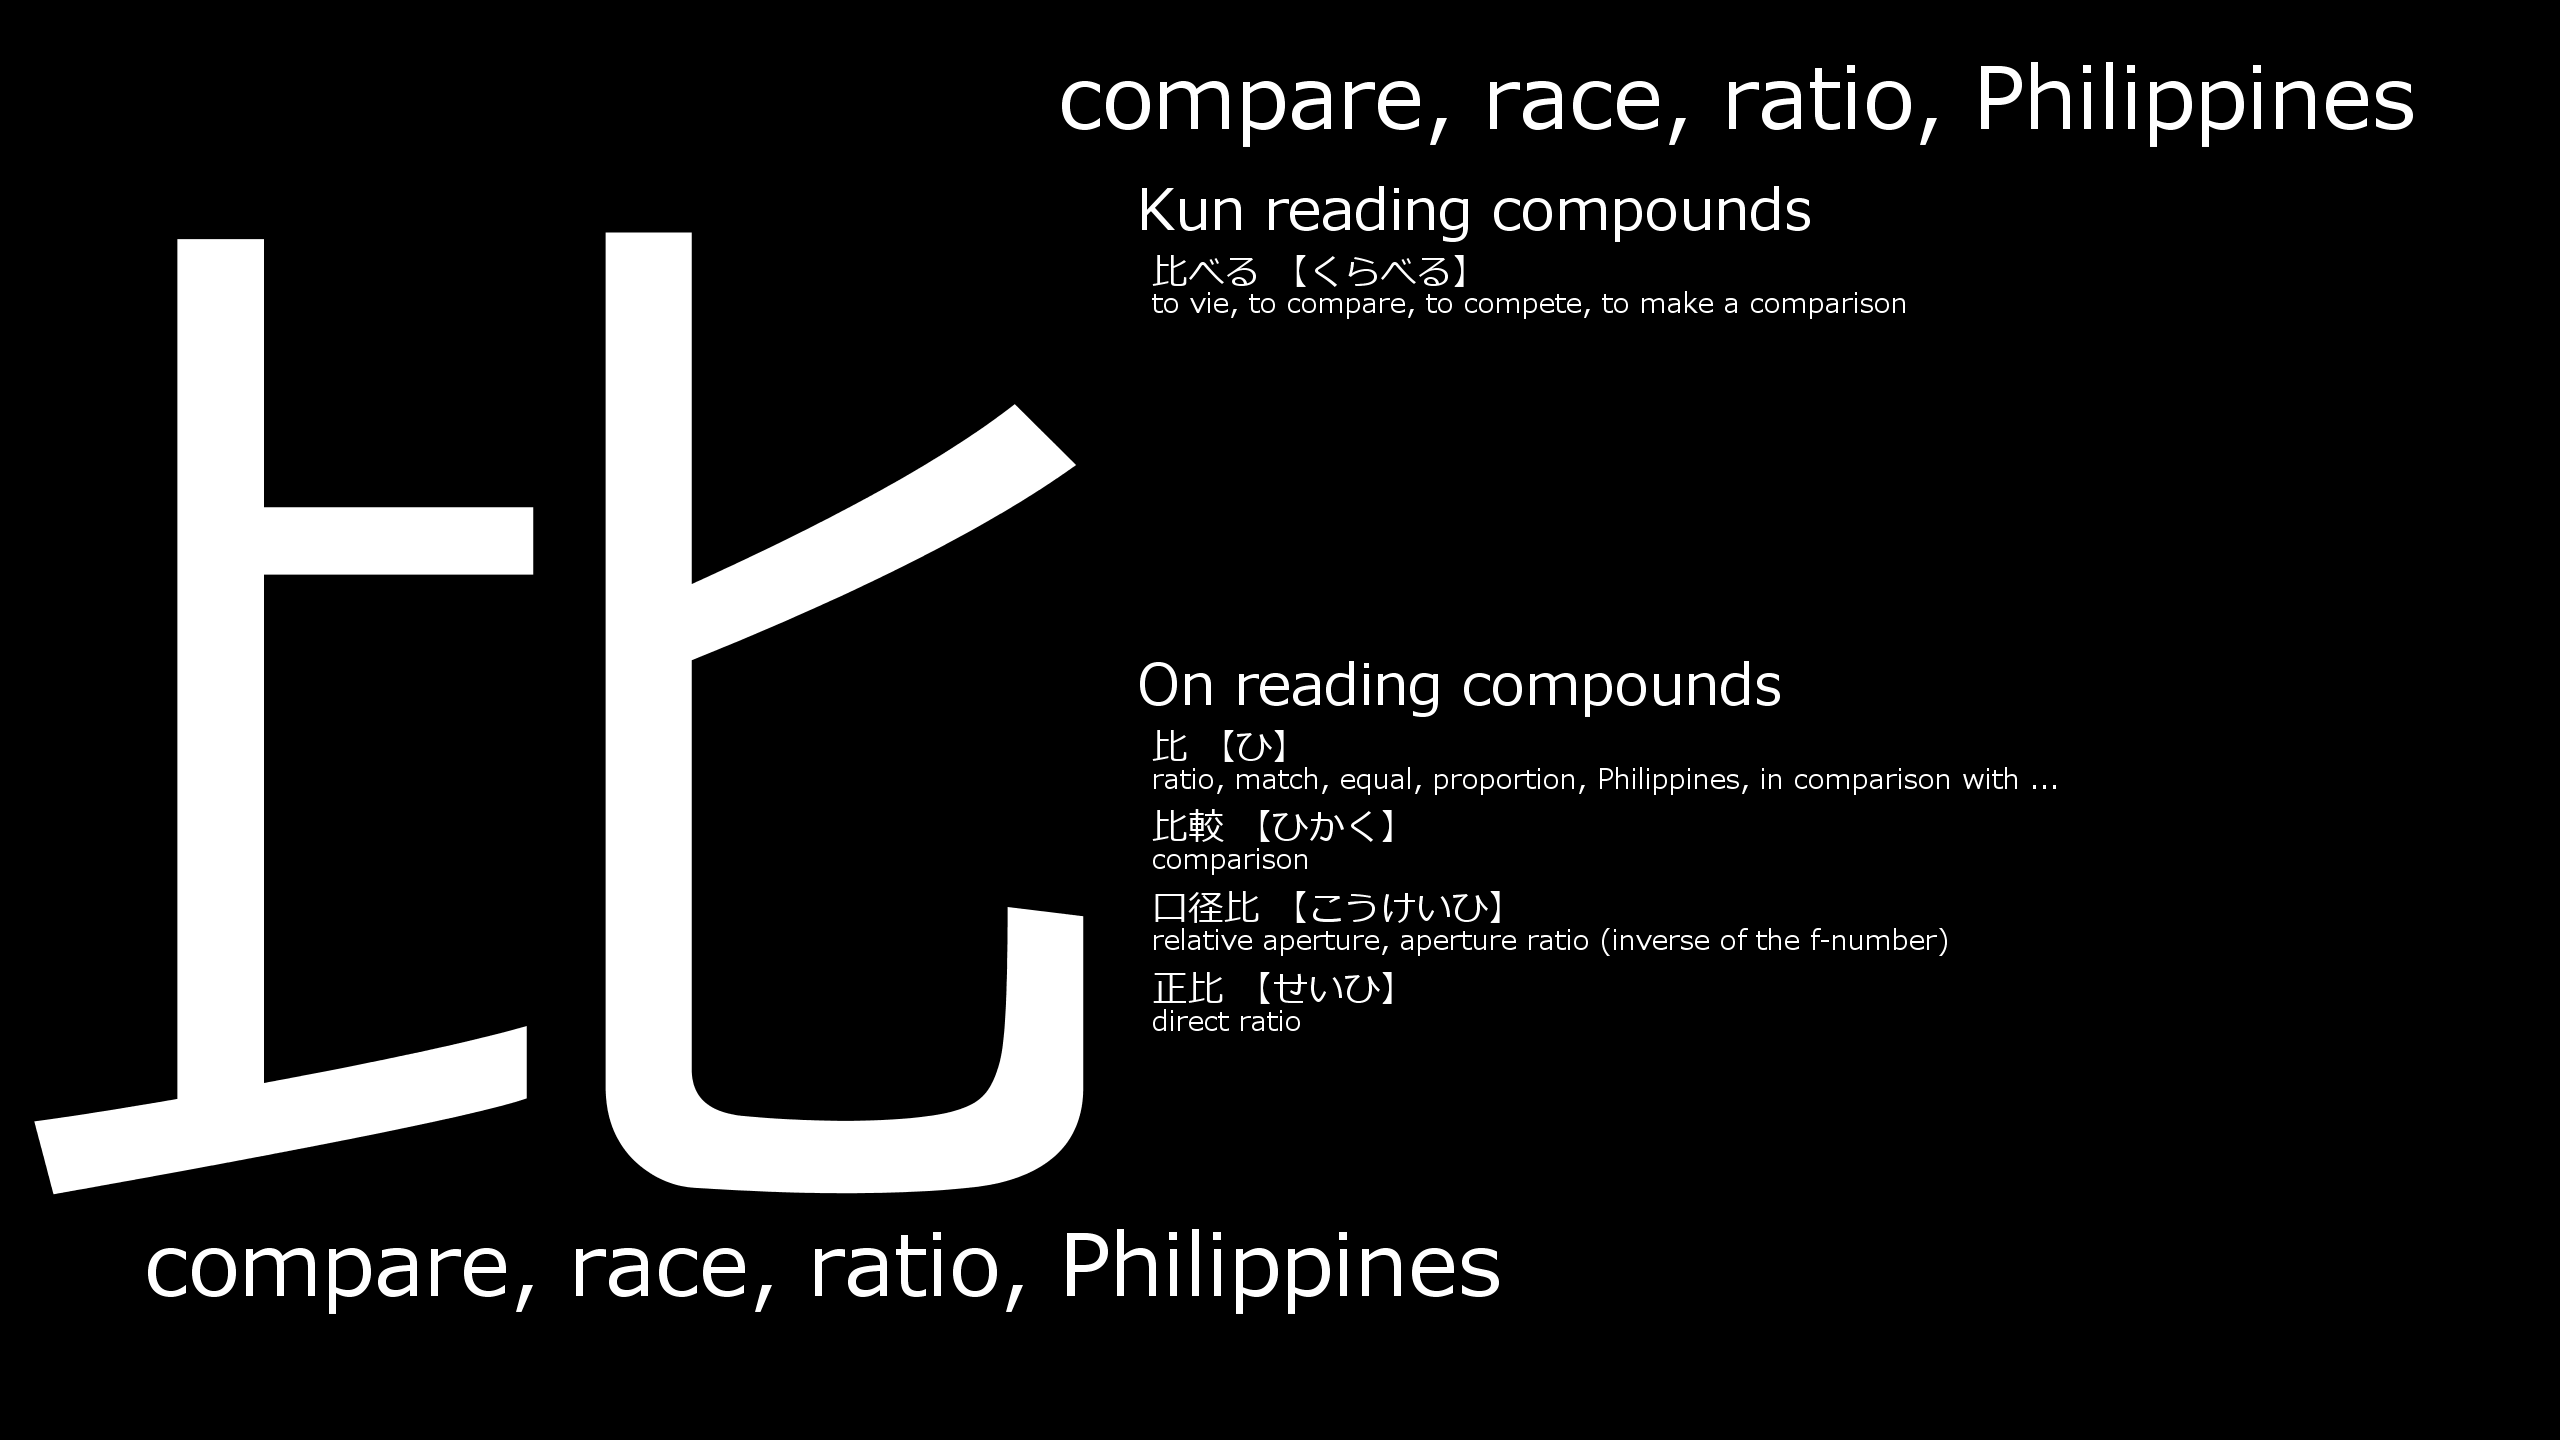 compare, race, ratio, Philippines
比
Kun reading compounds
比べる 【くらべる】
to vie, to compare, to compete, to make a comparison
On reading compounds
比 【ひ】
ratio, match, equal, proportion, Philippines, in comparison with ...
比較 【ひかく】
comparison
口径比 【こうけいひ】
relative aperture, aperture ratio (inverse of the f-number)
正比 【せいひ】
direct ratio
compare, race, ratio, Philippines